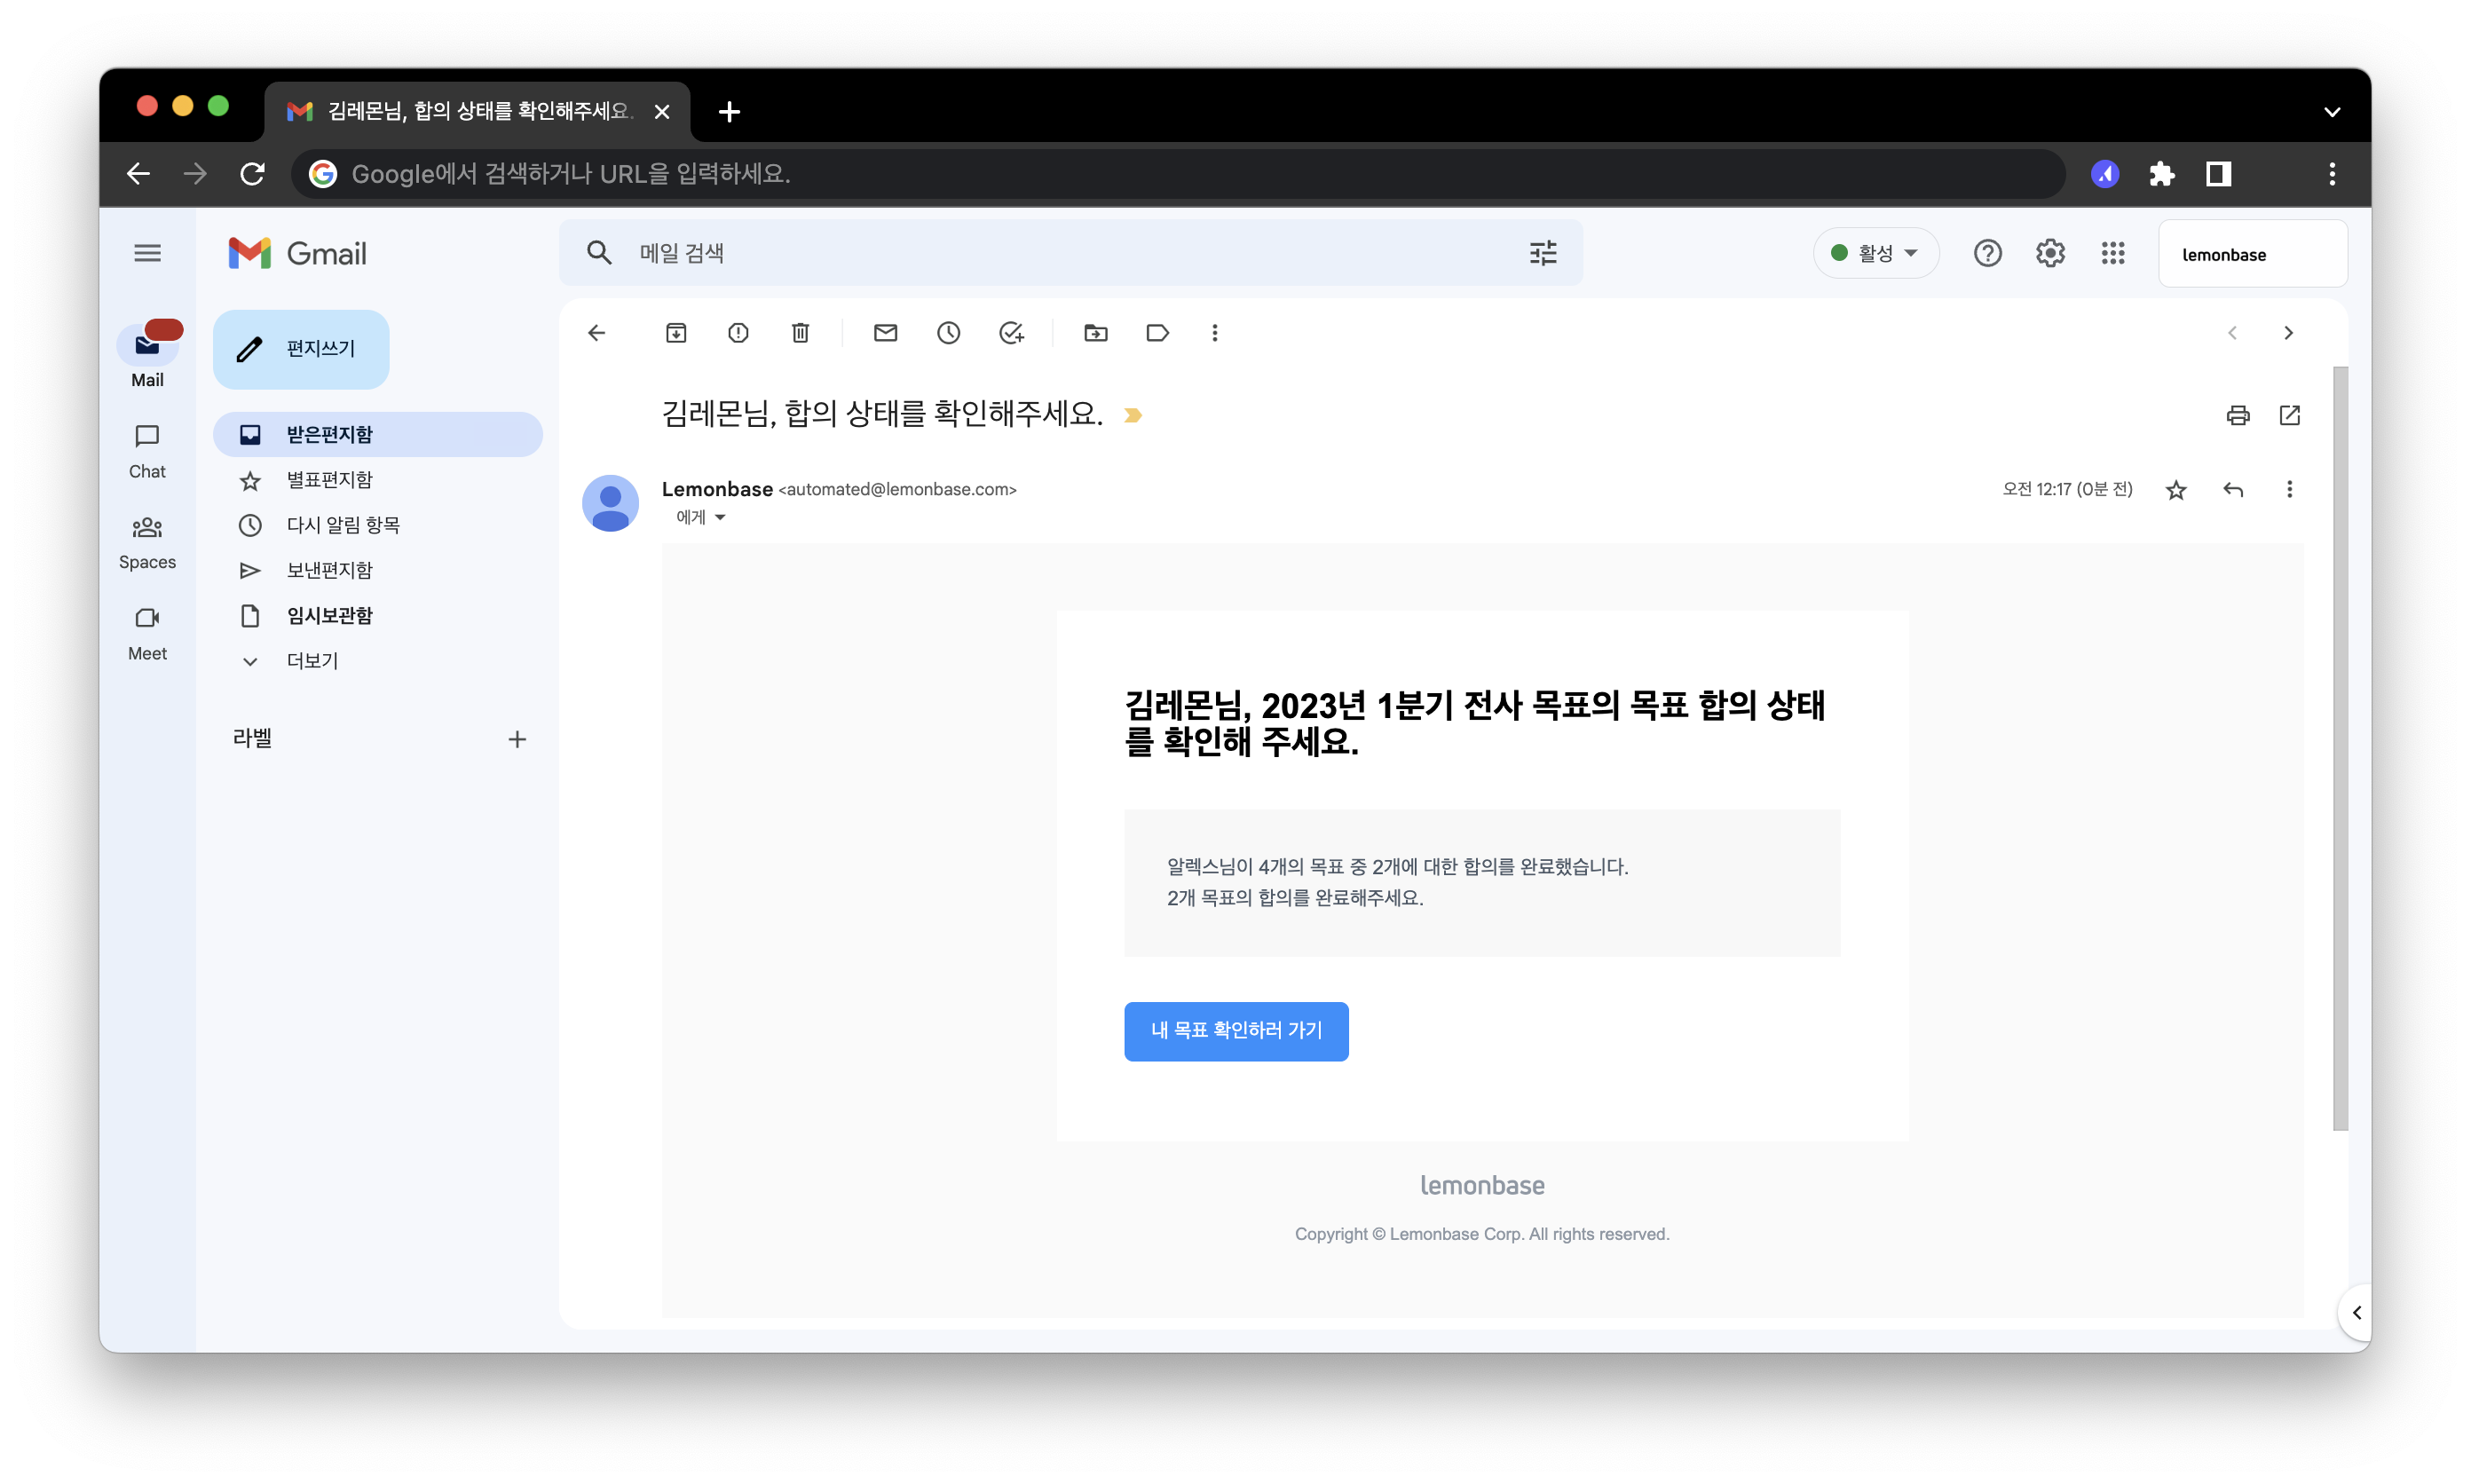 김레몬님, 합의 상태를 확인해주세요.
Google에서 검색하거나 URL을 입력하세요.
Gmail
메일 검색
활성
lemonbase
Mail
Chat
Spaces
Meet
편지쓰기
받은편지함
별표편지함
다시 알림 항목
보낸편지함
임시보관함
더보기
라벨
김레몬님, 합의 상태를 확인해주세요.
Lemonbase <automated@lemonbase.com>
오전 12:17 (0분 전)
에게
김레몬님, 2023년 1분기 전사 목표의 목표 합의 상태
를 확인해 주세요.
알렉스님이 4개의 목표 중 2개에 대한 합의를 완료했습니다.
2개 목표의 합의를 완료해주세요.
내 목표 확인하러 가기
lemonbase
Copyright © Lemonbase Corp. All rights reserved.